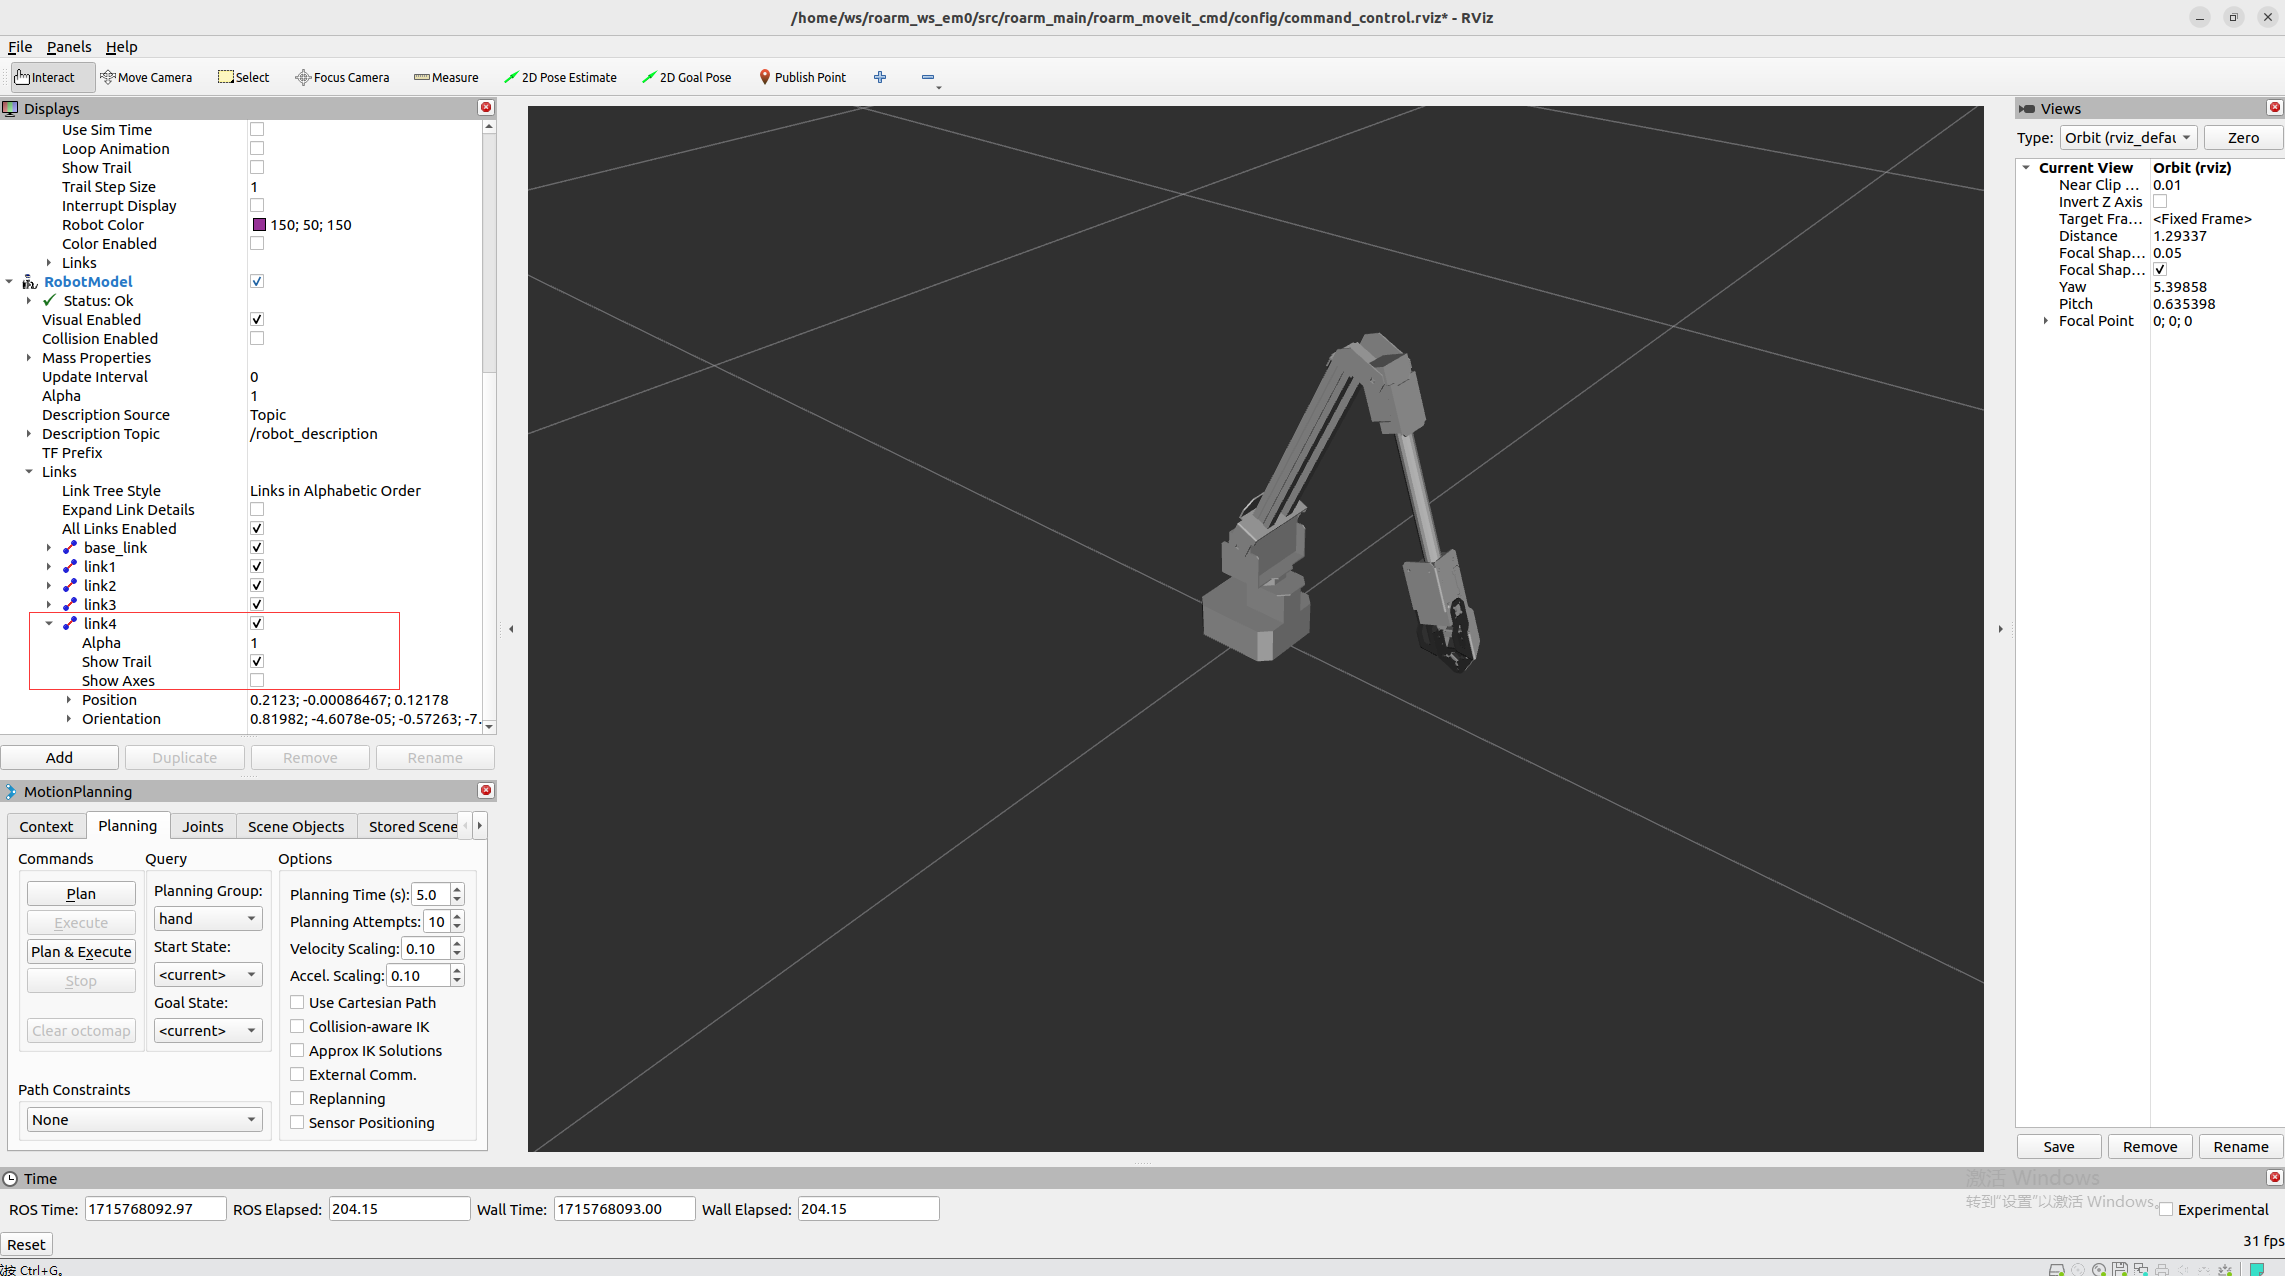 /home/ws/roarm_ws_em0/src/roarm_main/roarm_moveit_cmd/config/command_control.rviz* - RViz
File Panels Help
Interact Move Camera Select Focus Camera Measure 2D Pose Estimate 2D Goal Pose Publish Point
Displays
Use Sim Time
Loop Animation
Show Trail
Trail Step Size 1
Interrupt Display
Robot Color 150; 50; 150
Color Enabled
Links
RobotModel
Status: Ok
Visual Enabled
Collision Enabled
Mass Properties
Update Interval 0
Alpha 1
Description Source Topic
Description Topic /robot_description
TF Prefix
Links
Link Tree Style Links in Alphabetic Order
Expand Link Details
All Links Enabled
base_link
link1
link2
link3
link4
Alpha 1
Show Trail
Show Axes
Position 0.2123; -0.00086467; 0.12178
Orientation 0.81982; -4.6078e-05; -0.57263; -7.
Add Duplicate Remove Rename
MotionPlanning
Context Planning Joints Scene Objects Stored Scene
Commands Query Options
Plan
Execute
Plan & Execute
Stop
Clear octomap
Planning Group:
hand
Start State:
<current>
Goal State:
<current>
Planning Time (s): 5.0
Planning Attempts: 10
Velocity Scaling: 0.10
Accel. Scaling: 0.10
Use Cartesian Path
Collision-aware IK
Approx IK Solutions
External Comm.
Replanning
Sensor Positioning
Path Constraints
None
Views
Type: Orbit (rviz_defau Zero
Current View Orbit (rviz)
Near Clip ... 0.01
Invert Z Axis
Target Fra... <Fixed Frame>
Distance 1.29337
Focal Shap... 0.05
Focal Shap...
Yaw 5.39858
Pitch 0.635398
Focal Point 0; 0; 0
Save Remove Rename
Time
ROS Time: 1715768092.97 ROS Elapsed: 204.15 Wall Time: 1715768093.00 Wall Elapsed: 204.15
激活 Windows
转到“设置”以激活 Windows。
Experimental
Reset
31 fps
按 Ctrl+G。